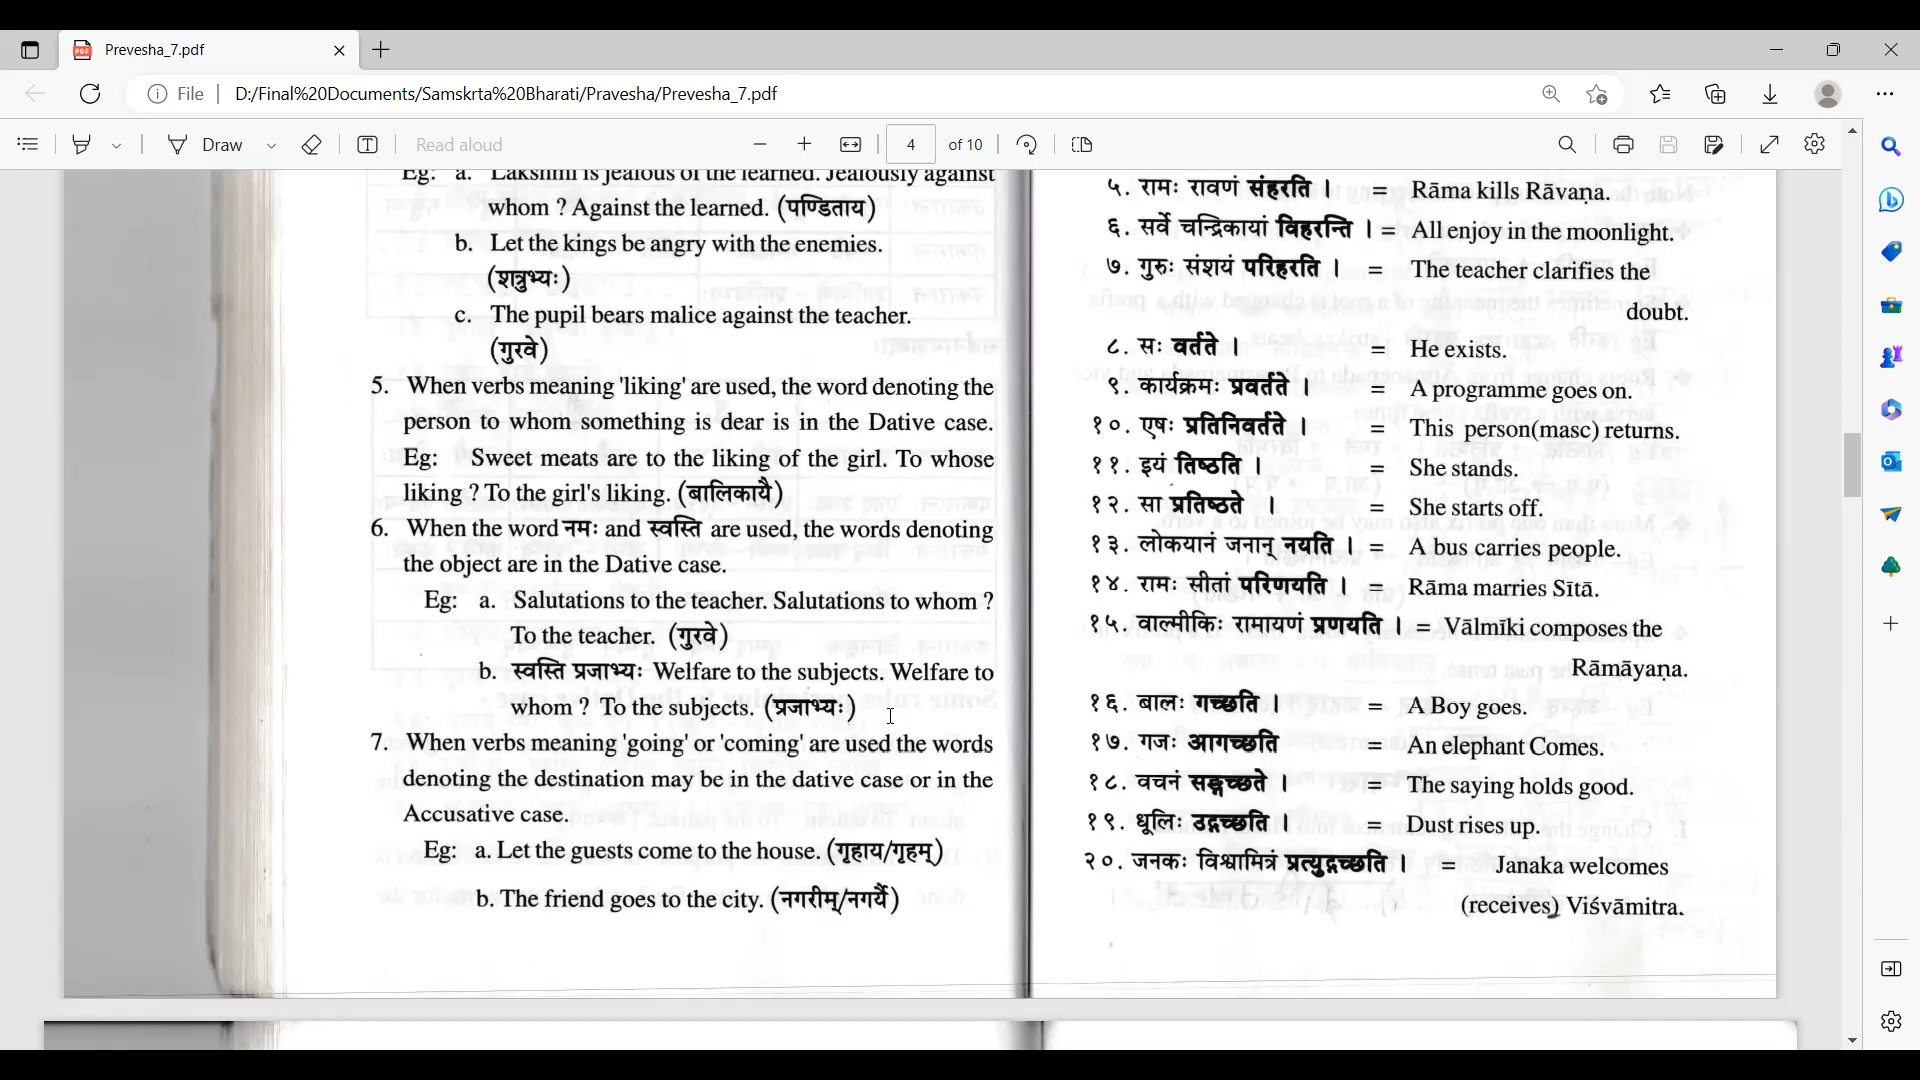 Prevesha_7.pdf
File
D:/Final%20Documents/Samskrta%20Bharati/Pravesha/Prevesha_7.pdf
Draw
Read aloud
4
of 10
Eg: a. Lakshmi is jealous of the learned. Jealously against
whom ? Against the learned. (पण्डिताय)
b. Let the kings be angry with the enemies.
(शत्रुभ्यः)
c. The pupil bears malice against the teacher.
(गुरवे)
5. When verbs meaning 'liking' are used, the word denoting the
person to whom something is dear is in the Dative case.
Eg: Sweet meats are to the liking of the girl. To whose
liking ? To the girl's liking. (बालिकायै)
6. When the word नमः and स्वस्ति are used, the words denoting
the object are in the Dative case.
Eg: a. Salutations to the teacher. Salutations to whom ?
To the teacher. (गुरवे)
b. स्वस्ति प्रजाभ्यः Welfare to the subjects. Welfare to
whom ? To the subjects. (प्रजाभ्यः)
7. When verbs meaning 'going' or 'coming' are used the words
denoting the destination may be in the dative case or in the
Accusative case.
Eg: a. Let the guests come to the house. (गृहाय/गृहम्)
b. The friend goes to the city. (नगरीम्/नगर्यै)
५. रामः रावणं संहरति । = Rāma kills Rāvaṇa.
६. सर्वे चन्द्रिकायां विहरन्ति । = All enjoy in the moonlight.
७. गुरुः संशयं परिहरति । = The teacher clarifies the
doubt.
८. सः वर्तते । = He exists.
९. कार्यक्रमः प्रवर्तते । = A programme goes on.
१०. एषः प्रतिनिवर्तते । = This person(masc) returns.
११. इयं तिष्ठति । = She stands.
१२. सा प्रतिष्ठते । = She starts off.
१३. लोकयानं जनान् नयति । = A bus carries people.
१४. रामः सीतां परिणयति । = Rāma marries Sītā.
१५. वाल्मीकिः रामायणं प्रणयति । = Vālmīki composes the
Rāmāyaṇa.
१६. बालः गच्छति । = A Boy goes.
१७. गजः आगच्छति = An elephant Comes.
१८. वचनं सङ्गच्छते । = The saying holds good.
१९. धूलिः उद्गच्छति । = Dust rises up.
२०. जनकः विश्वामित्रं प्रत्युद्गच्छति । = Janaka welcomes
(receives) Viśvāmitra.